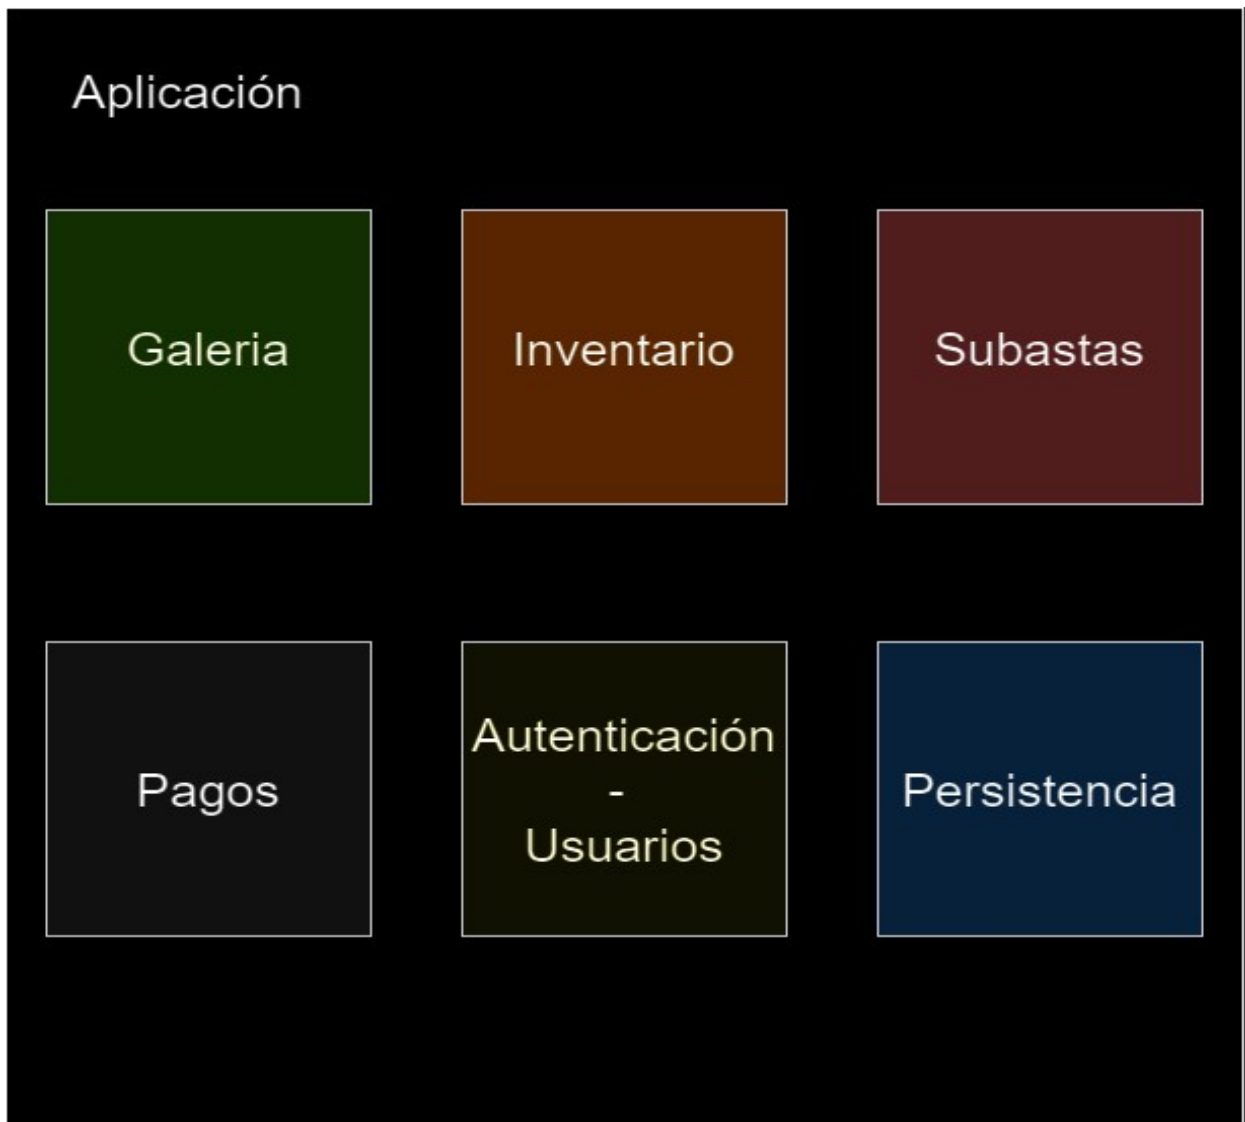 Aplicación
Galeria
Inventario
Subastas
Pagos
Autenticación
-
Usuarios
Persistencia